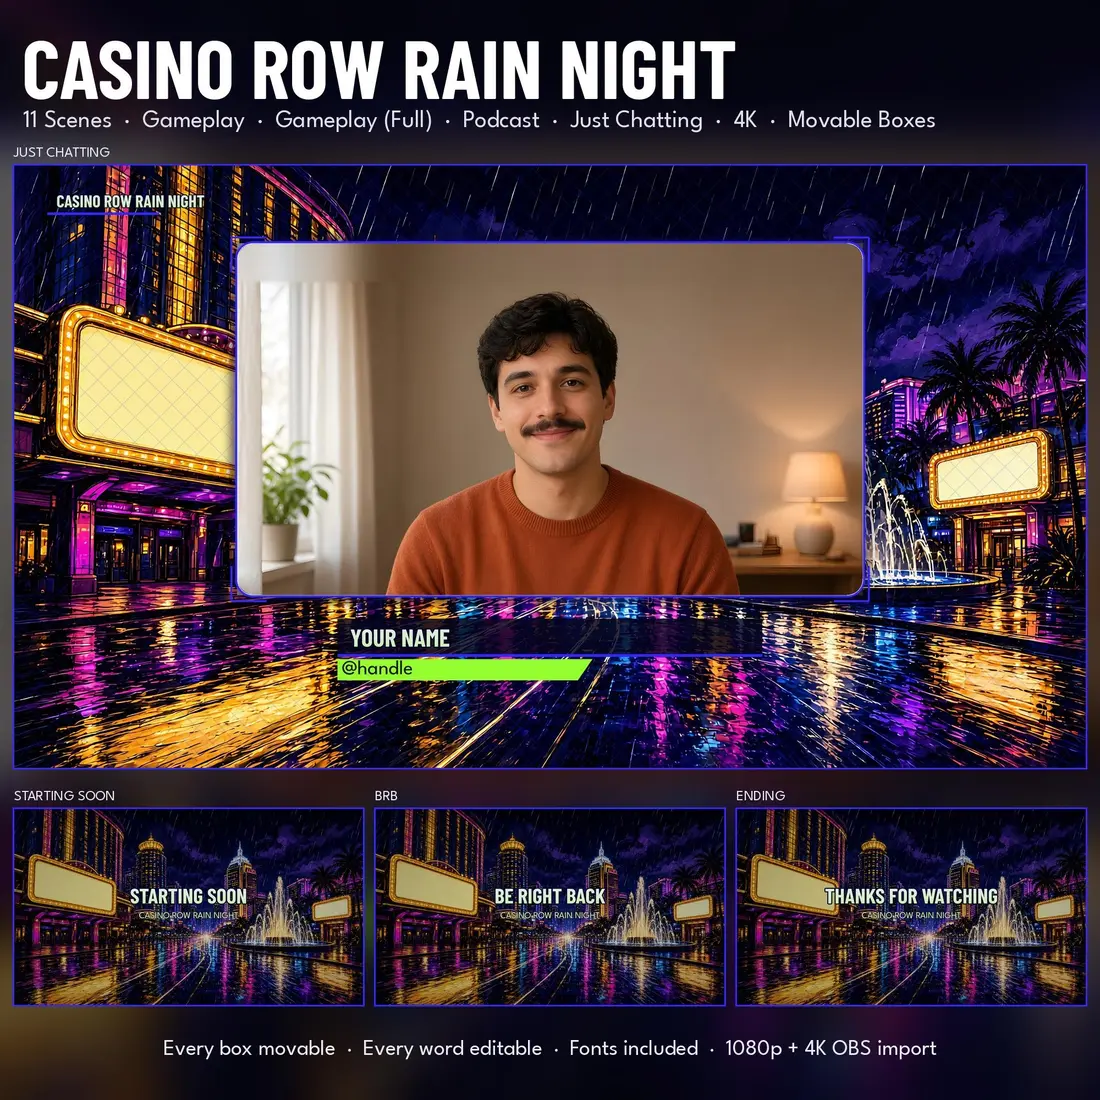 CASINO ROW RAIN NIGHT
11 Scenes · Gameplay · Gameplay (Full) · Podcast · Just Chatting · 4K · Movable Boxes
JUST CHATTING
CASINO ROW RAIN NIGHT
YOUR NAME
@handle
STARTING SOON
BRB
ENDING
STARTING SOON
CASINO ROW RAIN NIGHT
BE RIGHT BACK
CASINO ROW RAIN NIGHT
THANKS FOR WATCHING
CASINO ROW RAIN NIGHT
Every box movable · Every word editable · Fonts included · 1080p + 4K OBS import